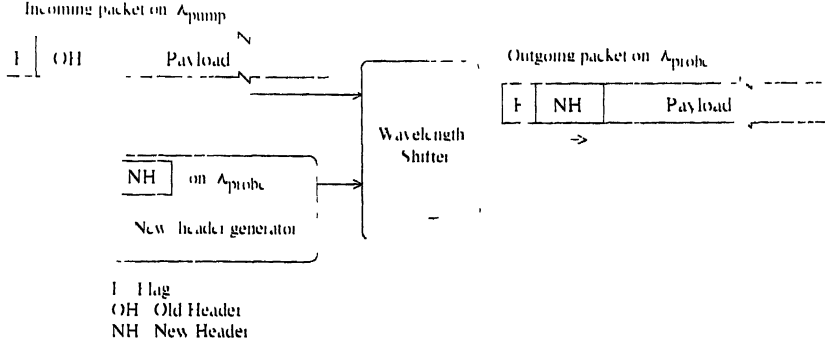 Incoming packet on λpump
F OH Payload
Outgoing packet on λprobe
F NH Payload
Wavelength
Shifter
NH on λprobe
New header generator
F Flag
OH Old Header
NH New Header